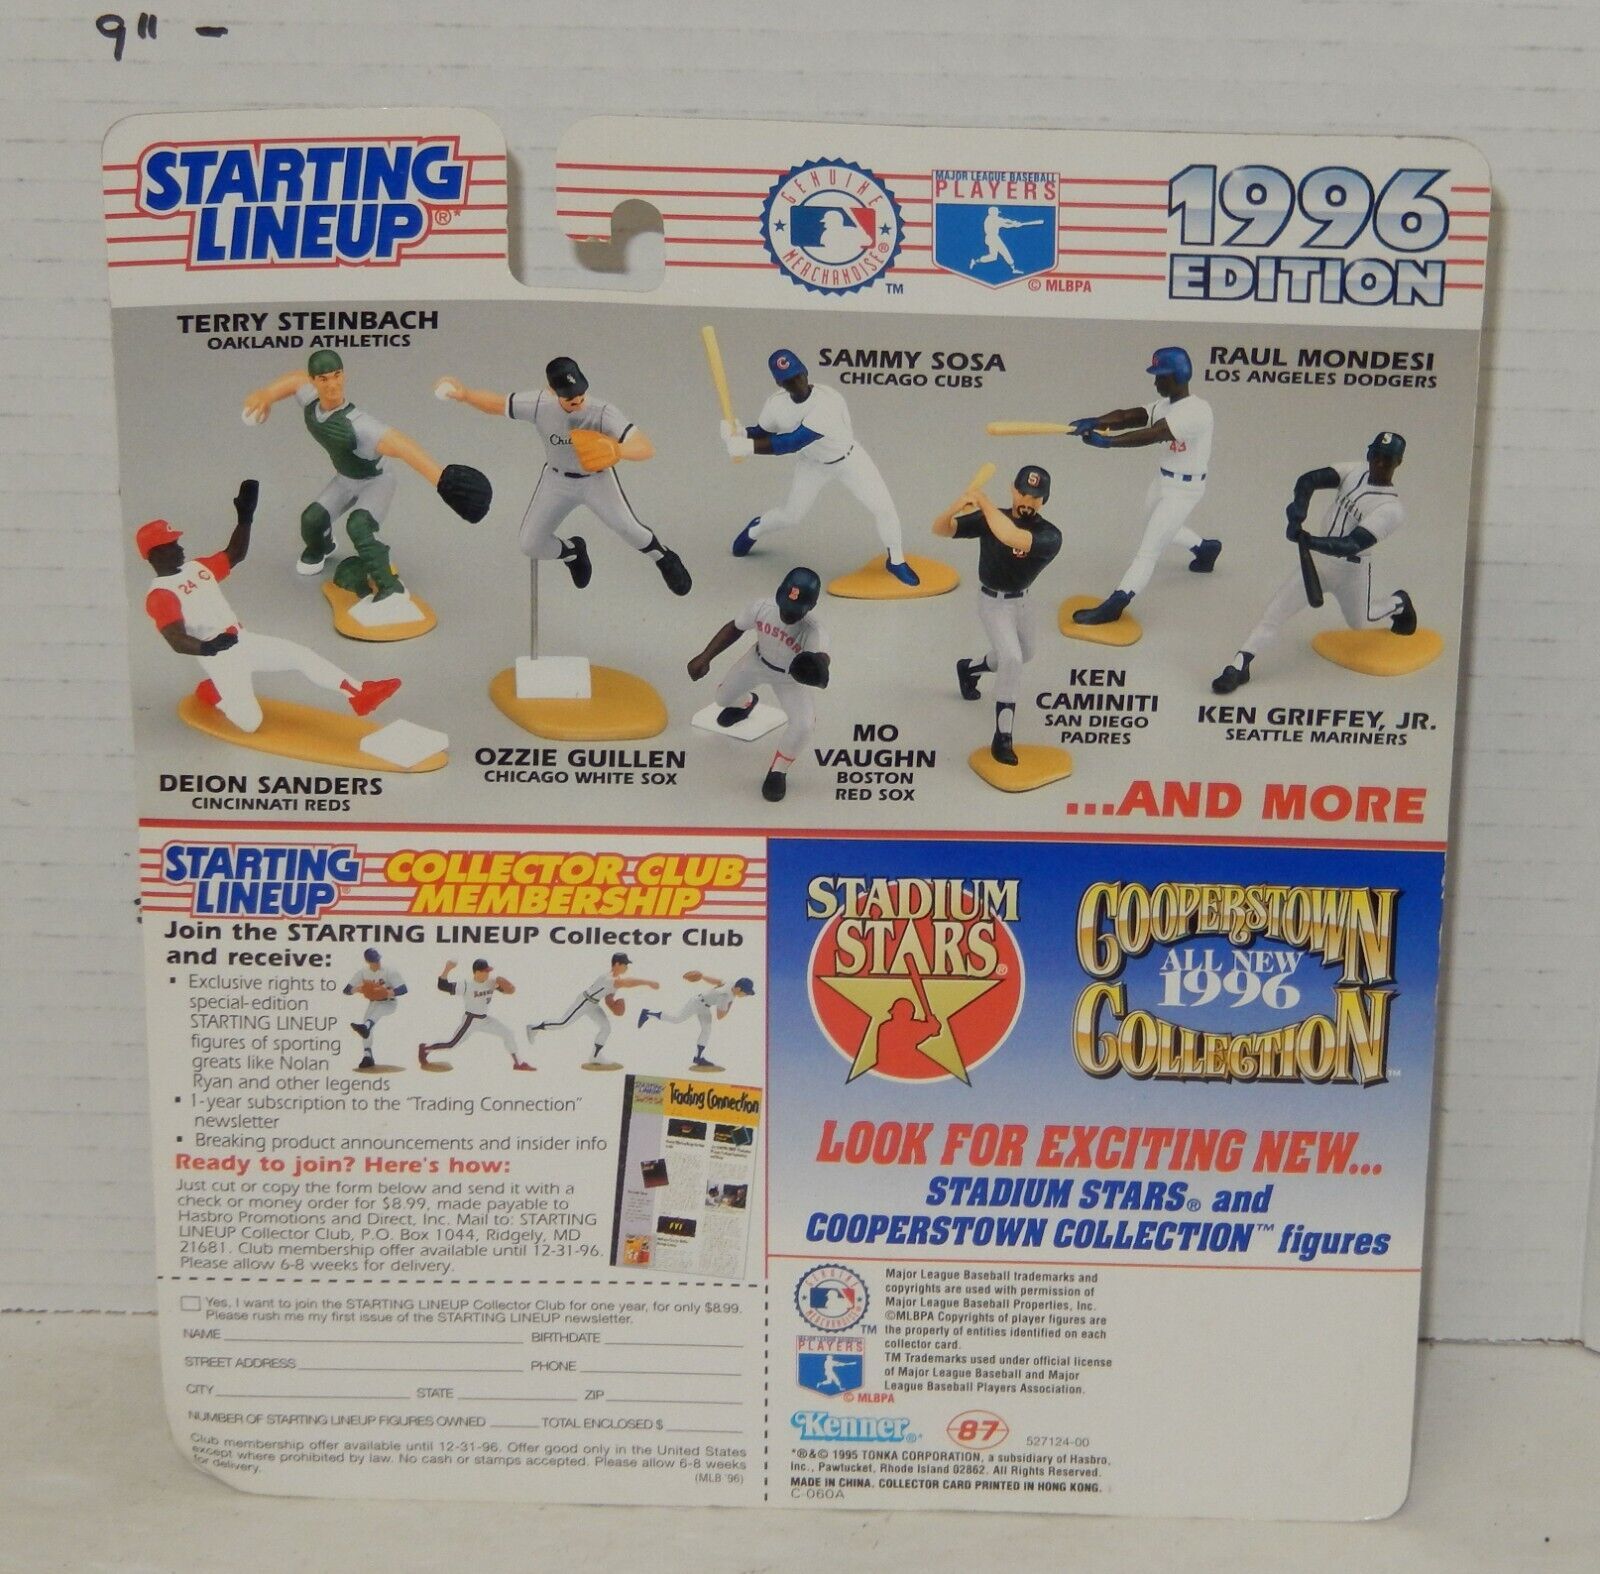 9" -
STARTING
LINEUP®*
GENUINE
MERCHANDISE®
TM
MAJOR LEAGUE BASEBALL
PLAYERS
© MLBPA
1996
EDITION
TERRY STEINBACH
OAKLAND ATHLETICS
SAMMY SOSA
CHICAGO CUBS
RAUL MONDESI
LOS ANGELES DODGERS
24
43
BOSTON
KEN
CAMINITI
SAN DIEGO
PADRES
KEN GRIFFEY, JR.
SEATTLE MARINERS
OZZIE GUILLEN
CHICAGO WHITE SOX
MO
VAUGHN
BOSTON
RED SOX
DEION SANDERS
CINCINNATI REDS
...AND MORE
STARTING
LINEUP®
COLLECTOR CLUB
MEMBERSHIP
Join the STARTING LINEUP Collector Club
and receive:
▪ Exclusive rights to
special-edition
STARTING LINEUP
figures of sporting
greats like Nolan
Ryan and other legends
▪ 1-year subscription to the "Trading Connection"
newsletter
▪ Breaking product announcements and insider info
Ready to join? Here's how:
Just cut or copy the form below and send it with a
check or money order for $8.99, made payable to
Hasbro Promotions and Direct, Inc. Mail to: STARTING
LINEUP Collector Club, P.O. Box 1044, Ridgely, MD
21681. Club membership offer available until 12-31-96.
Please allow 6-8 weeks for delivery.
Trading Connection
FYI
Yes, I want to join the STARTING LINEUP Collector Club for one year, for only $8.99.
Please rush me my first issue of the STARTING LINEUP newsletter.
NAME BIRTHDATE
STREET ADDRESS PHONE
CITY STATE ZIP
NUMBER OF STARTING LINEUP FIGURES OWNED TOTAL ENCLOSED $
Club membership offer available until 12-31-96. Offer good only in the United States
except where prohibited by law. No cash or stamps accepted. Please allow 6-8 weeks
for delivery.
(MLB '96)
STADIUM
STARS®
COOPERSTOWN
ALL NEW
1996
COLLECTION™
LOOK FOR EXCITING NEW...
STADIUM STARS® and
COOPERSTOWN COLLECTION™ figures
GENUINE
MERCHANDISE
TM
MAJOR LEAGUE BASEBALL
PLAYERS
© MLBPA
Major League Baseball trademarks and
copyrights are used with permission of
Major League Baseball Properties, Inc.
©MLBPA Copyrights of player figures are
the property of entities identified on each
collector card.
TM Trademarks used under official license
of Major League Baseball and Major
League Baseball Players Association.
Kenner®*
87
527124-00
*®&© 1995 TONKA CORPORATION, a subsidiary of Hasbro,
Inc., Pawtucket, Rhode Island 02862. All Rights Reserved.
MADE IN CHINA. COLLECTOR CARD PRINTED IN HONG KONG.
C-060A